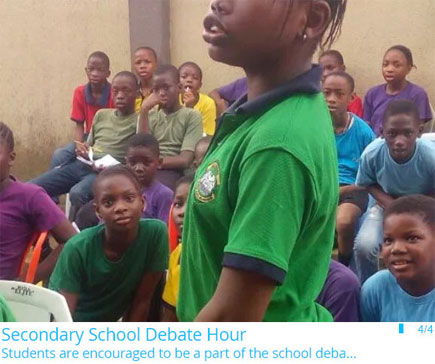 Secondary School Debate Hour
4/4
Students are encouraged to be a part of the school deba...